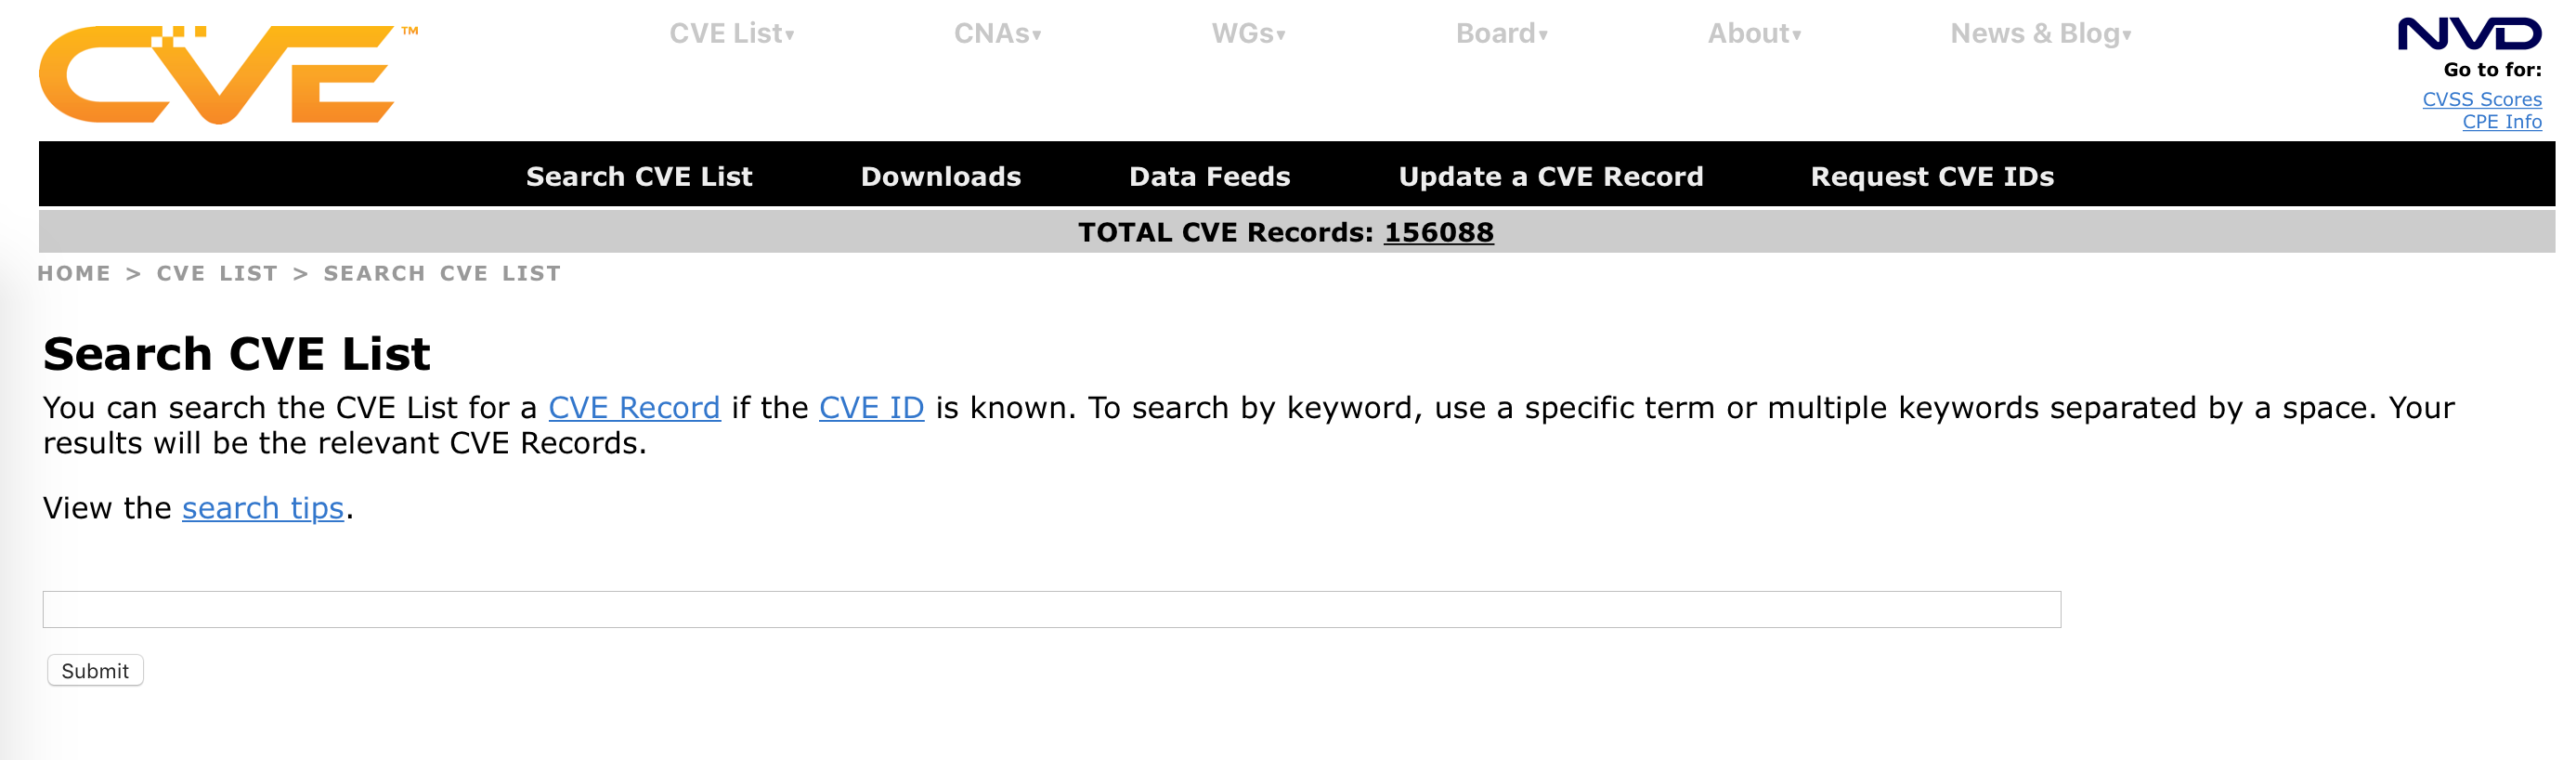 CVE™
CVE List▾ CNAs▾ WGs▾ Board▾ About▾ News & Blog▾
NVD
Go to for:
CVSS Scores
CPE Info
Search CVE List Downloads Data Feeds Update a CVE Record Request CVE IDs
TOTAL CVE Records: 156088
HOME > CVE LIST > SEARCH CVE LIST
Search CVE List
You can search the CVE List for a CVE Record if the CVE ID is known. To search by keyword, use a specific term or multiple keywords separated by a space. Your
results will be the relevant CVE Records.
View the search tips.
Submit